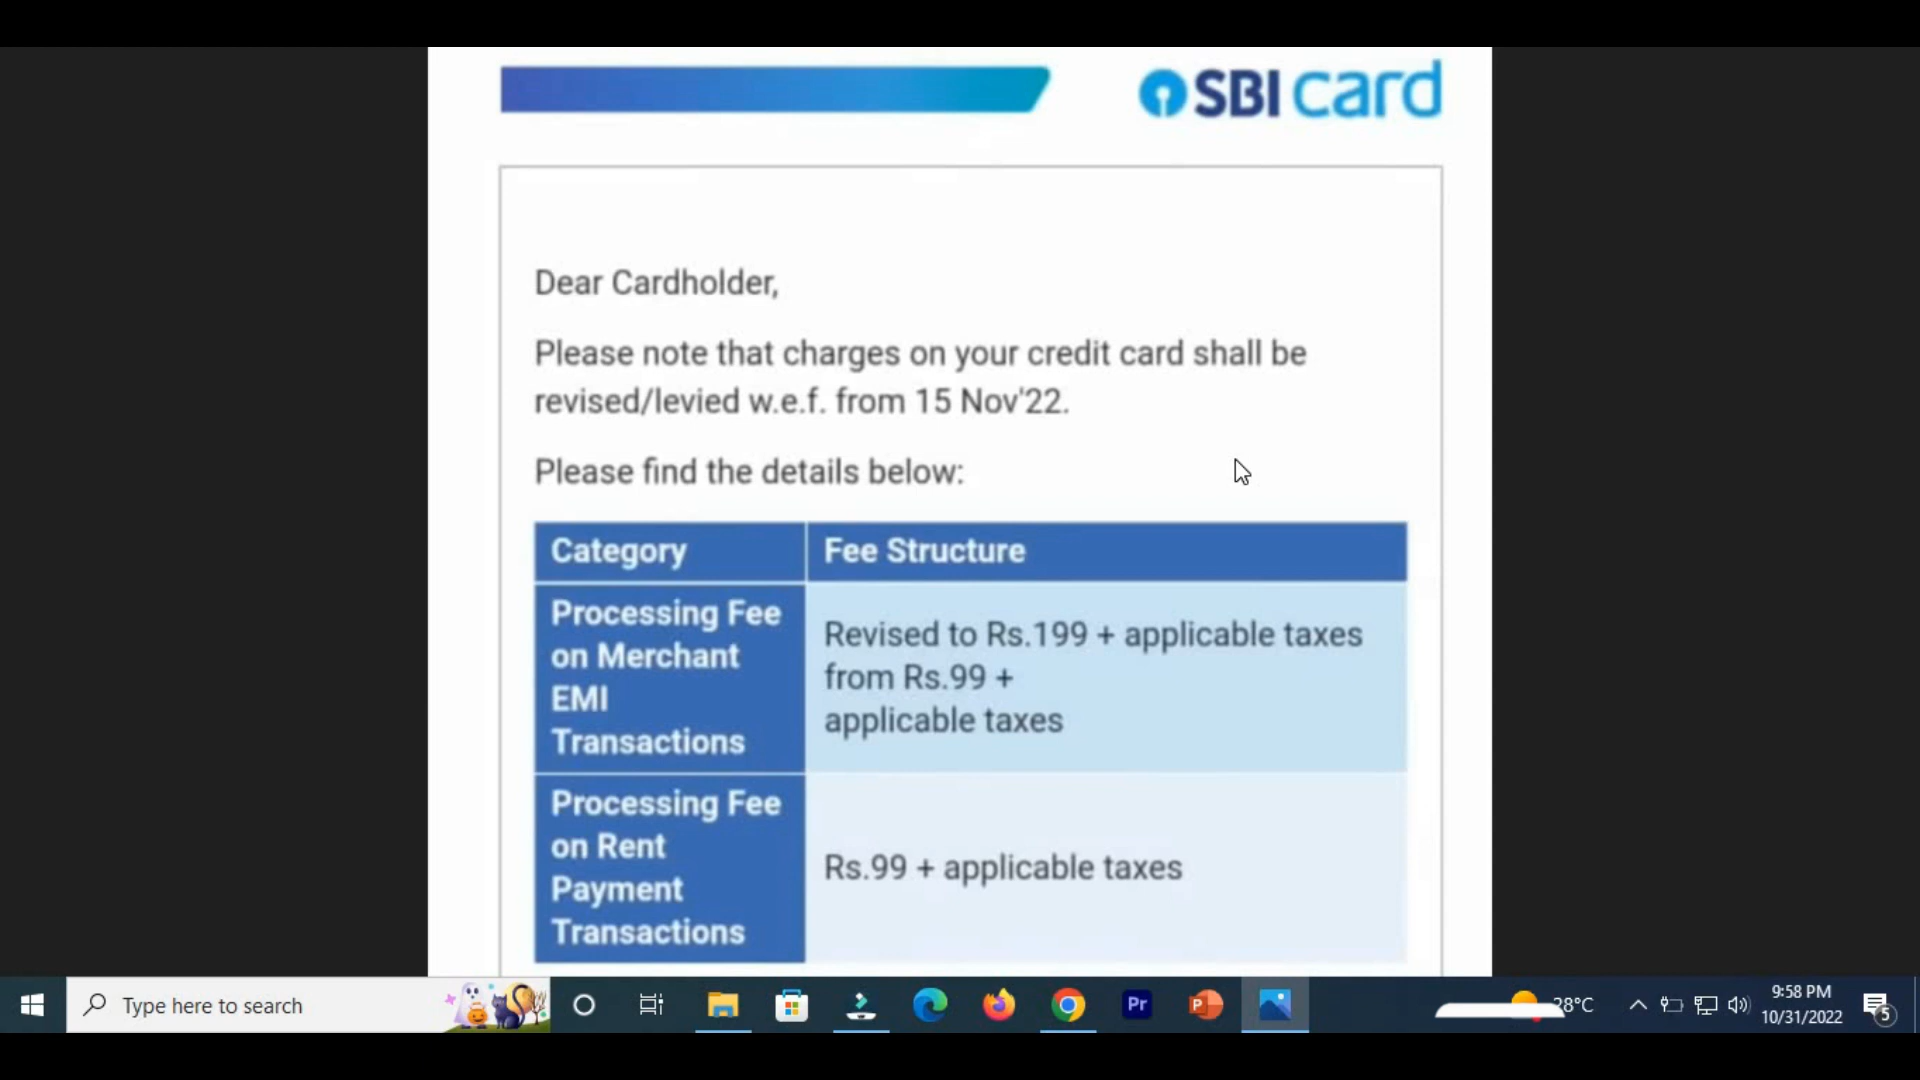 SBI card
Dear Cardholder,
Please note that charges on your credit card shall be
revised/levied w.e.f. from 15 Nov'22.
Please find the details below:
Category
Fee Structure
Processing Fee
on Merchant
EMI
Transactions
Revised to Rs.199 + applicable taxes
from Rs.99 +
applicable taxes
Processing Fee
on Rent
Payment
Transactions
Rs.99 + applicable taxes
Type here to search
Pr
P
28°C
9:58 PM
10/31/2022
5